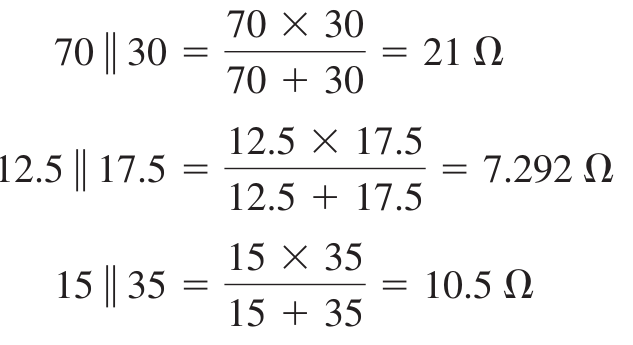 70 ∥ 30 = (70 × 30)/(70 + 30) = 21 Ω
12.5 ∥ 17.5 = (12.5 × 17.5)/(12.5 + 17.5) = 7.292 Ω
15 ∥ 35 = (15 × 35)/(15 + 35) = 10.5 Ω